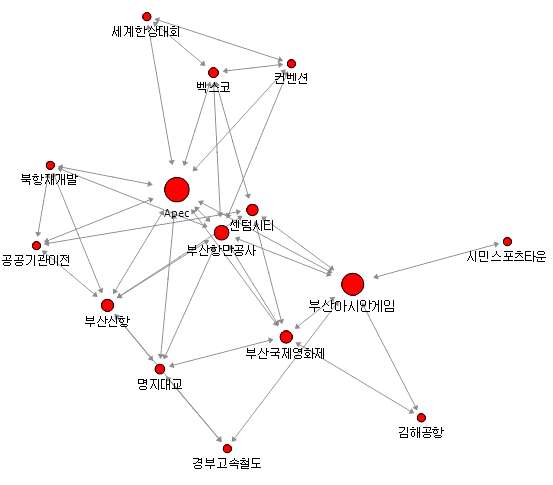 세계한상대회
컨벤션
벡스코
북항재개발
Apec
센텀시티
부산항만공사
공공기관이전
시민스포츠타운
부산아시안게임
부산신항
부산국제영화제
명지대교
김해공항
경부고속철도